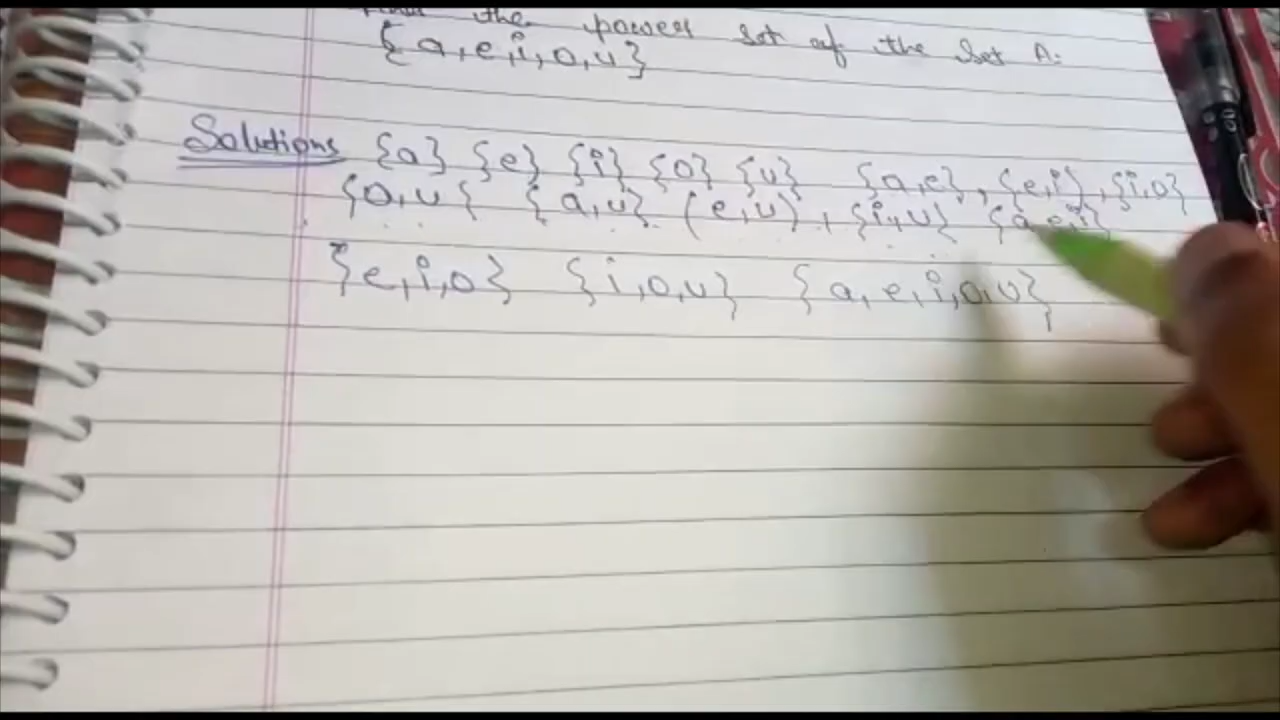 the power set of the Set A:
{a,e,i,o,u}
Solutions {a} {e} {i} {o} {u} {a,e}, {e,i}, {i,o}
{o,u} {a,u} {e,u}, {i,u} {a,e,i}
{e,i,o} {i,o,u} {a,e,i,o,u}